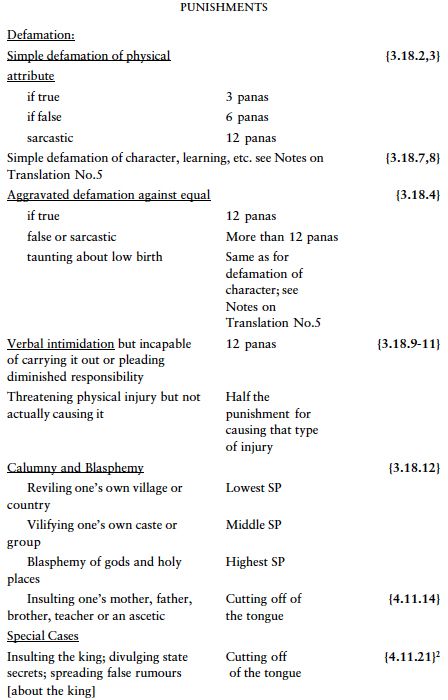 PUNISHMENTS
Defamation:
Simple defamation of physical {3.18.2,3}
attribute
if true 3 panas
if false 6 panas
sarcastic 12 panas
Simple defamation of character, learning, etc. see Notes on {3.18.7,8}
Translation No.5
Aggravated defamation against equal {3.18.4}
if true 12 panas
false or sarcastic More than 12 panas
taunting about low birth Same as for
defamation of
character; see
Notes on
Translation No.5
Verbal intimidation but incapable 12 panas {3.18.9-11}
of carrying it out or pleading
diminished responsibility
Threatening physical injury but not Half the
actually causing it punishment for
causing that type
of injury
Calumny and Blasphemy {3.18.12}
Reviling one's own village or Lowest SP
country
Vilifying one's own caste or Middle SP
group
Blasphemy of gods and holy Highest SP
places
Insulting one's mother, father, Cutting off of {4.11.14}
brother, teacher or an ascetic the tongue
Special Cases
Insulting the king; divulging state Cutting off {4.11.21}²
secrets; spreading false rumours of the tongue
[about the king]